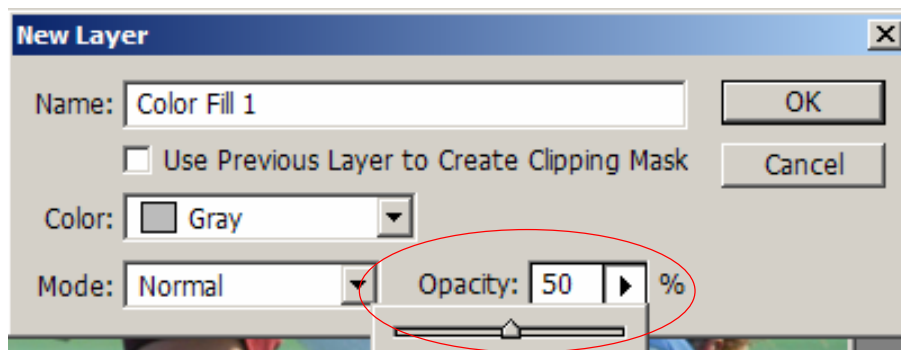 New Layer
Name: Color Fill 1
OK
Use Previous Layer to Create Clipping Mask
Cancel
Color: Gray
Mode: Normal Opacity: 50 %